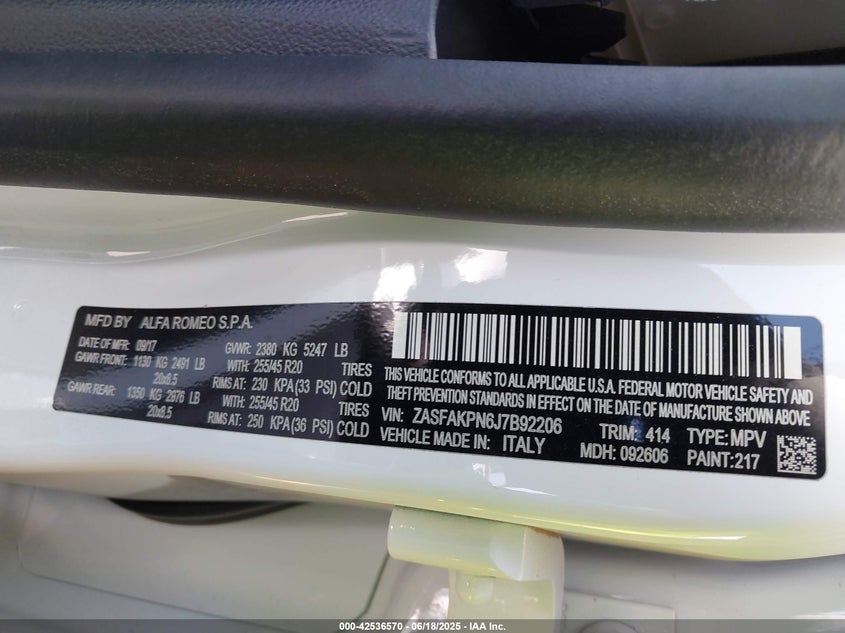 MFD BY ALFA ROMEO S.P.A.
DATE OF MFR: 09/17 GVWR: 2380 KG 5247 LB
GAWR FRONT: 1130 KG 2491 LB WITH: 255/45 R20 TIRES
20x8.5 RIMS AT: 230 KPA (33 PSI) COLD
GAWR REAR: 1350 KG 2976 LB WITH: 255/45 R20 TIRES
20x8.5 RIMS AT: 250 KPA (36 PSI) COLD
THIS VEHICLE CONFORMS TO ALL APPLICABLE U.S.A. FEDERAL MOTOR VEHICLE SAFETY AND
THEFT PREVENTION STANDARDS IN EFFECT ON THE DATE OF MANUFACTURE SHOWN ABOVE
VIN: ZASFAKPN6J7B92206 TRIM: 414 TYPE: MPV
VEHICLE MADE IN: ITALY MDH: 092606 PAINT: 217
000-42536570 - 06/18/2025 - IAA Inc.